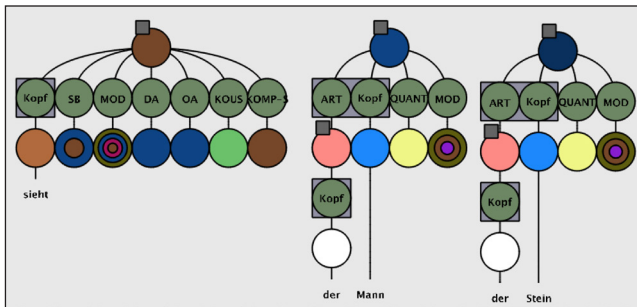 Kopf SB MOD DA OA KOUS KOMP-S
ART Kopf QUANT MOD
ART Kopf QUANT MOD
sieht
Kopf
Kopf
der Mann
der Stein